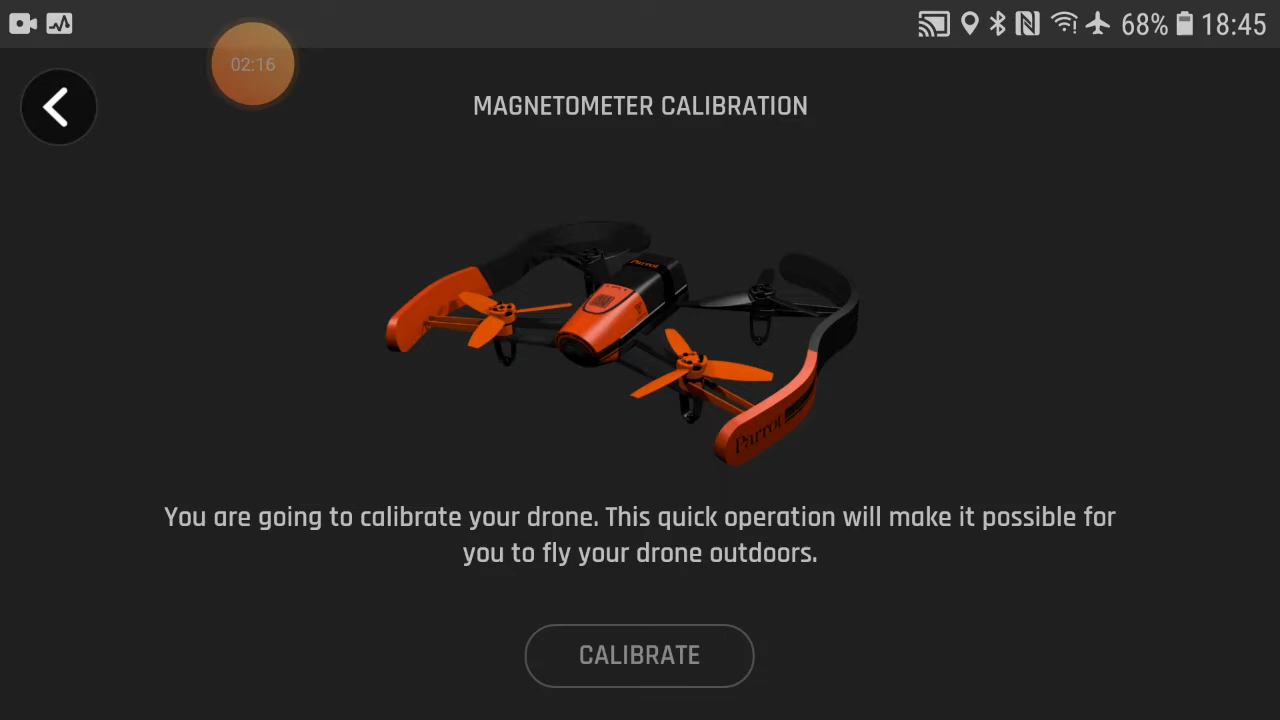 68% 18:45
02:16
MAGNETOMETER CALIBRATION
Parrot
Parrot
You are going to calibrate your drone. This quick operation will make it possible for
you to fly your drone outdoors.
CALIBRATE